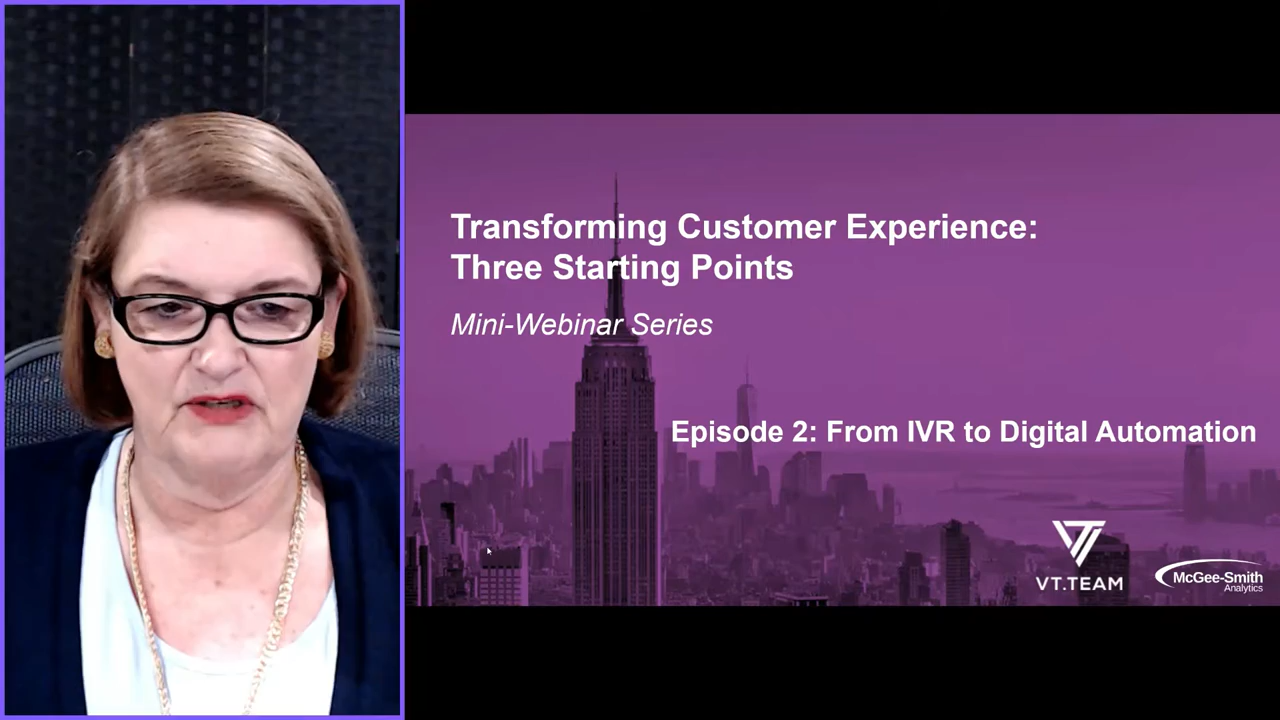 Transforming Customer Experience:
Three Starting Points
Mini-Webinar Series
Episode 2: From IVR to Digital Automation
VT.TEAM
McGee-Smith
Analytics